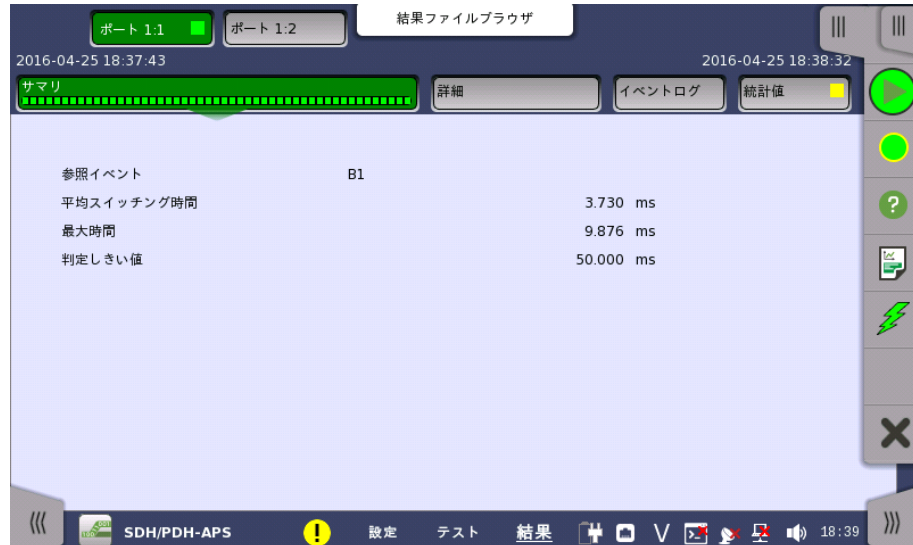 結果ファイルブラウザ
ポート 1:1
ポート 1:2
2016-04-25 18:37:43
2016-04-25 18:38:32
サマリ
詳細
イベントログ
統計値
参照イベント B1
平均スイッチング時間 3.730 ms
最大時間 9.876 ms
判定しきい値 50.000 ms
SDH/PDH-APS
設定
テスト
結果
18:39